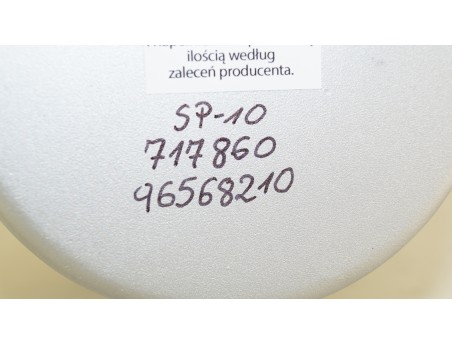 ilością według
zaleceń producenta.
SP-10
717860
96568210